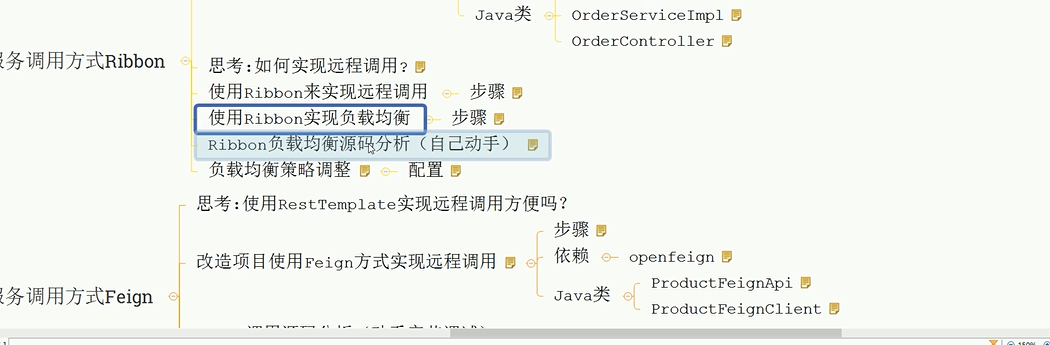 Java类
OrderServiceImpl
OrderController
务调用方式Ribbon
思考:如何实现远程调用?
使用Ribbon来实现远程调用
步骤
使用Ribbon实现负载均衡
步骤
Ribbon负载均衡源码分析（自己动手）
负载均衡策略调整
配置
思考:使用RestTemplate实现远程调用方便吗?
改造项目使用Feign方式实现远程调用
步骤
依赖
openfeign
Java类
ProductFeignApi
ProductFeignClient
务调用方式Feign
150%